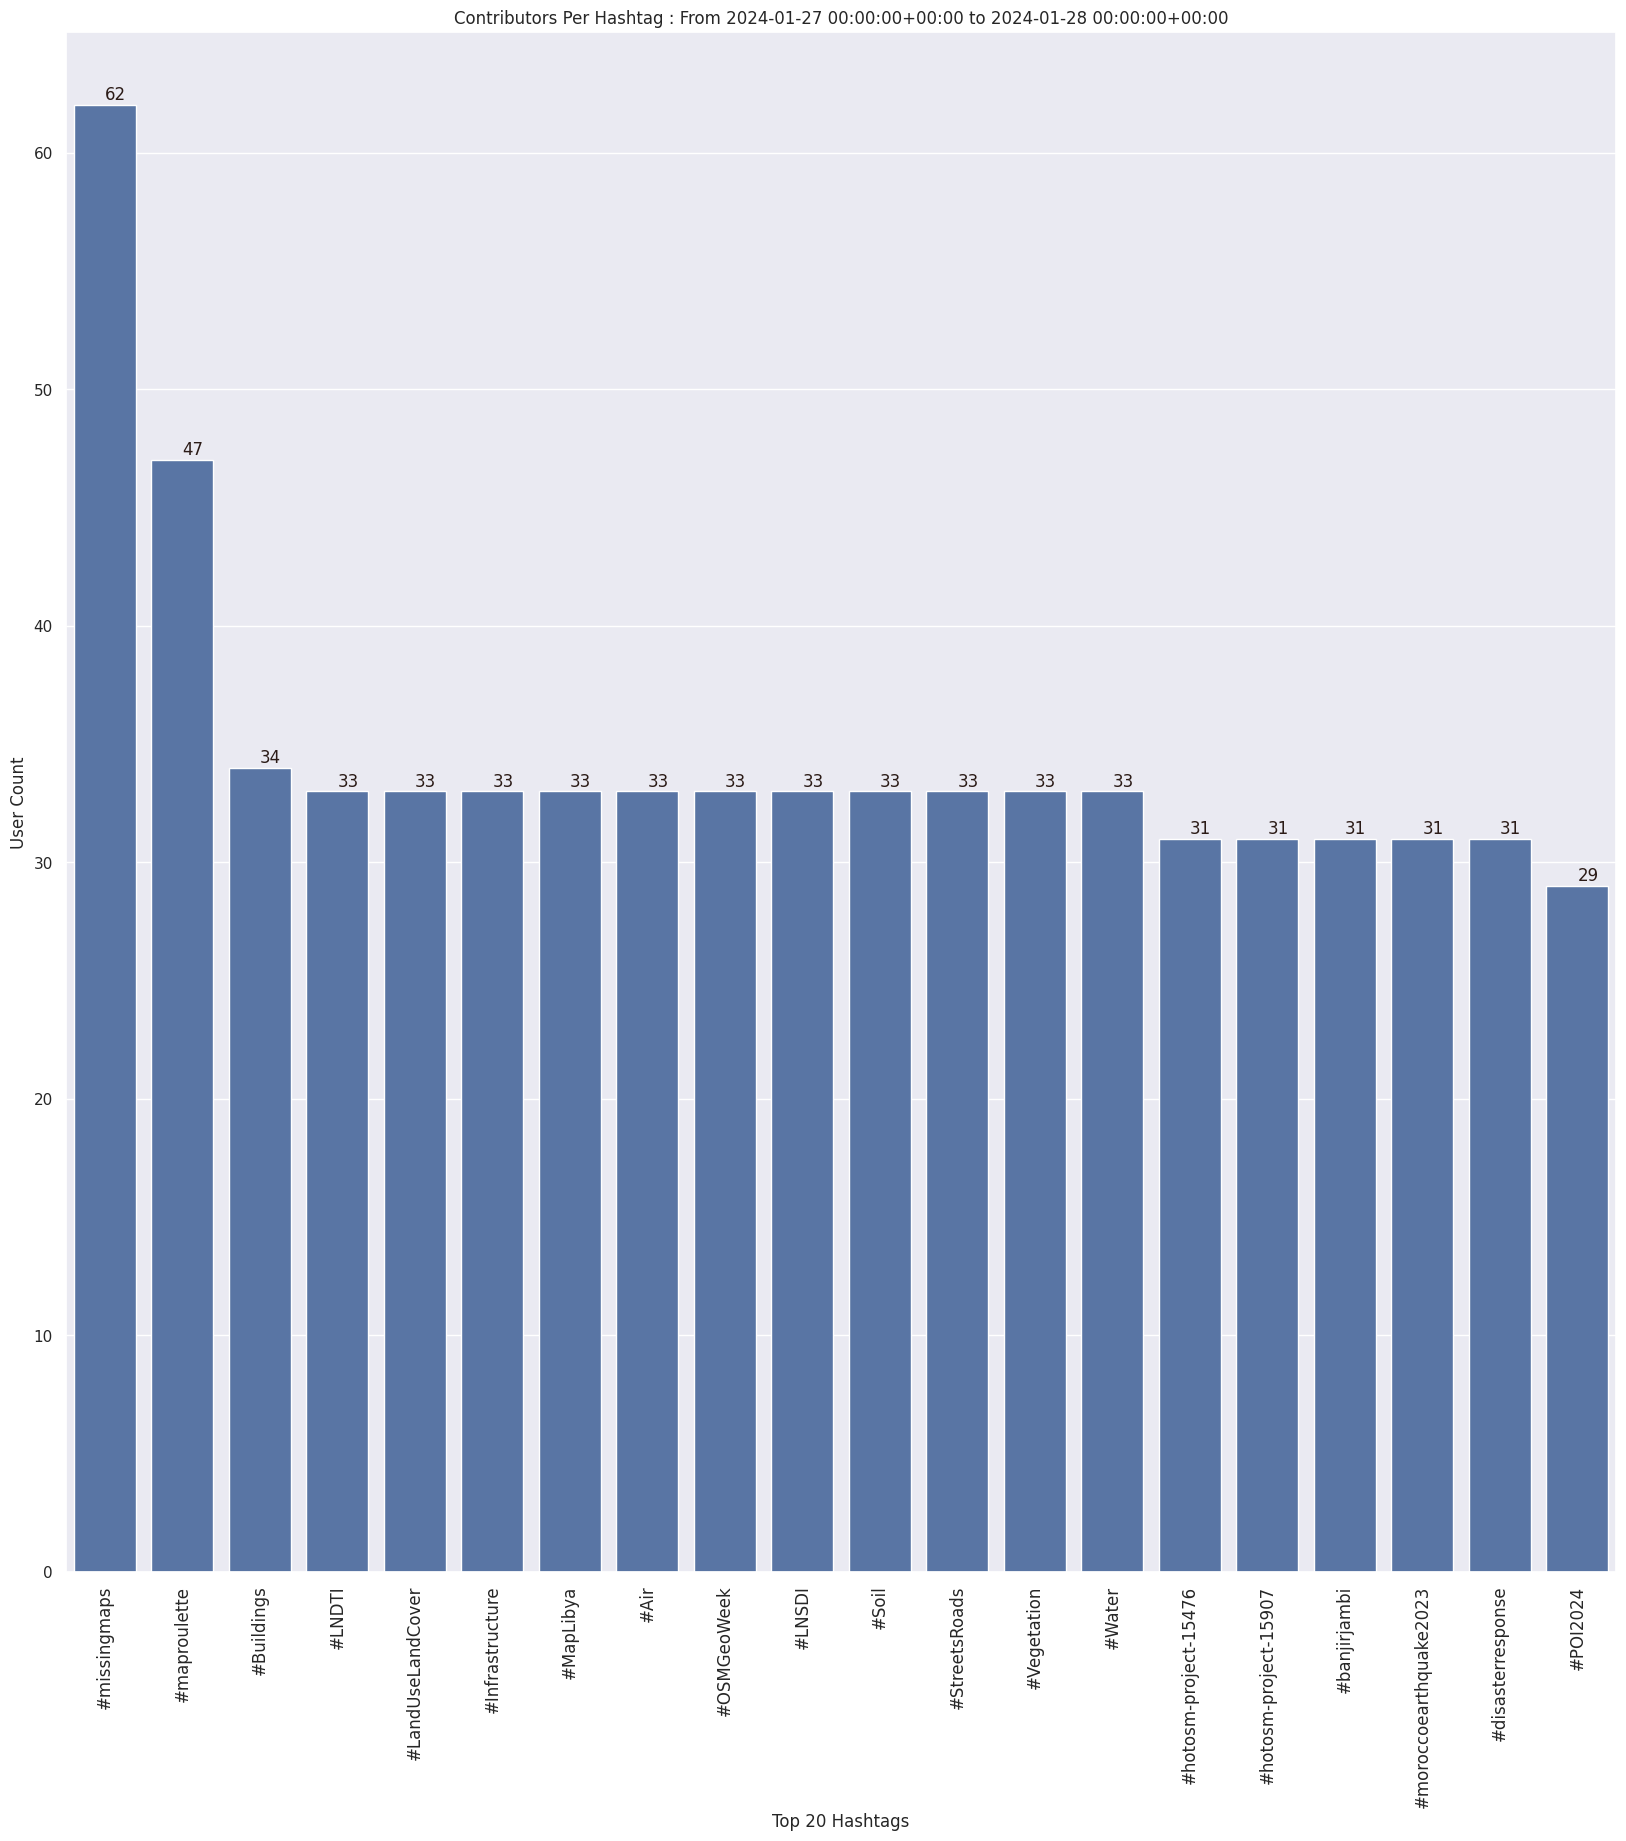 Contributors Per Hashtag : From 2024-01-27 00:00:00+00:00 to 2024-01-28 00:00:00+00:00
User Count
60
50
40
30
20
10
0
62
47
34
33
33
33
33
33
33
33
33
33
33
33
31
31
31
31
31
29
#missingmaps
#maproulette
#Buildings
#LNDTI
#LandUseLandCover
#Infrastructure
#MapLibya
#Air
#OSMGeoWeek
#LNSDI
#Soil
#StreetsRoads
#Vegetation
#Water
#hotosm-project-15476
#hotosm-project-15907
#banjirjambi
#moroccoearthquake2023
#disasterresponse
#POI2024
Top 20 Hashtags